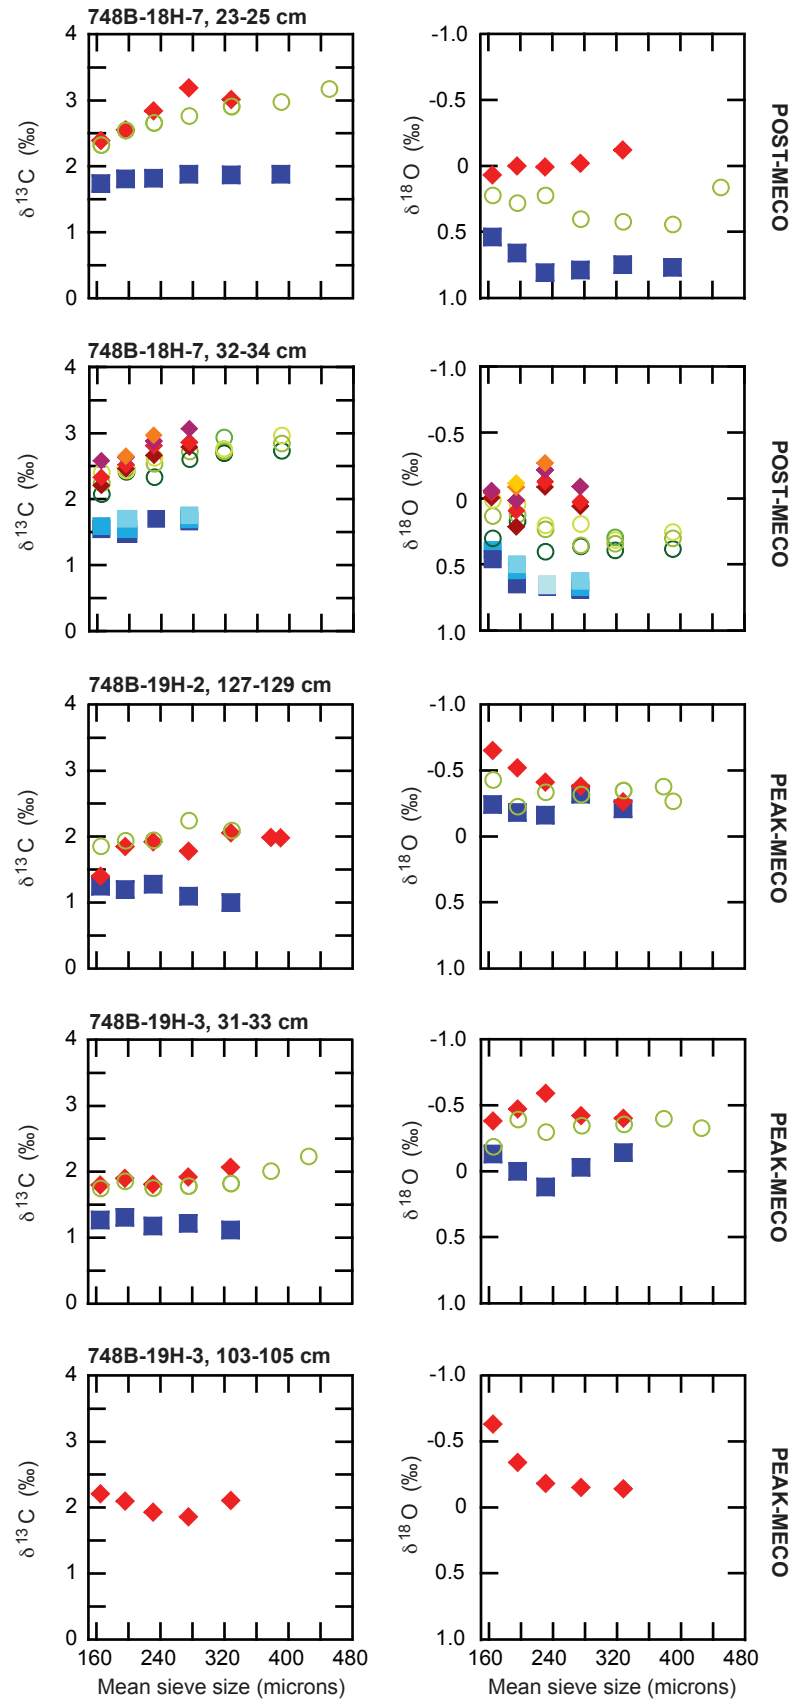 748B-18H-7, 23-25 cm
4
3
2
1
0
δ13C (‰)
-1.0
-0.5
0
0.5
1.0
δ18O (‰)
POST-MECO
748B-18H-7, 32-34 cm
4
3
2
1
0
δ13C (‰)
-1.0
-0.5
0
0.5
1.0
δ18O (‰)
POST-MECO
748B-19H-2, 127-129 cm
4
3
2
1
0
δ13C (‰)
-1.0
-0.5
0
0.5
1.0
δ18O (‰)
PEAK-MECO
748B-19H-3, 31-33 cm
4
3
2
1
0
δ13C (‰)
-1.0
-0.5
0
0.5
1.0
δ18O (‰)
PEAK-MECO
748B-19H-3, 103-105 cm
4
3
2
1
0
δ13C (‰)
160 240 320 400 480
Mean sieve size (microns)
-1.0
-0.5
0
0.5
1.0
δ18O (‰)
160 240 320 400 480
Mean sieve size (microns)
PEAK-MECO